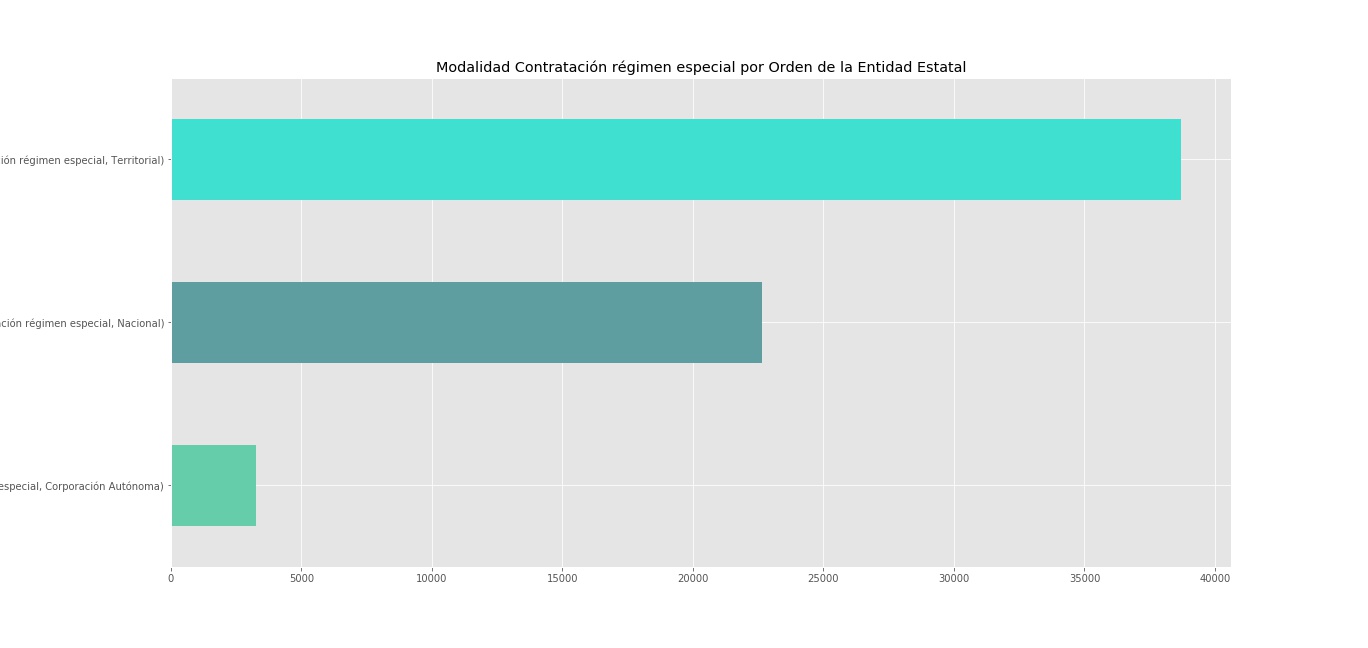 Modalidad Contratación régimen especial por Orden de la Entidad Estatal
ión régimen especial, Territorial)
ción régimen especial, Nacional)
especial, Corporación Autónoma)
0 5000 10000 15000 20000 25000 30000 35000 40000